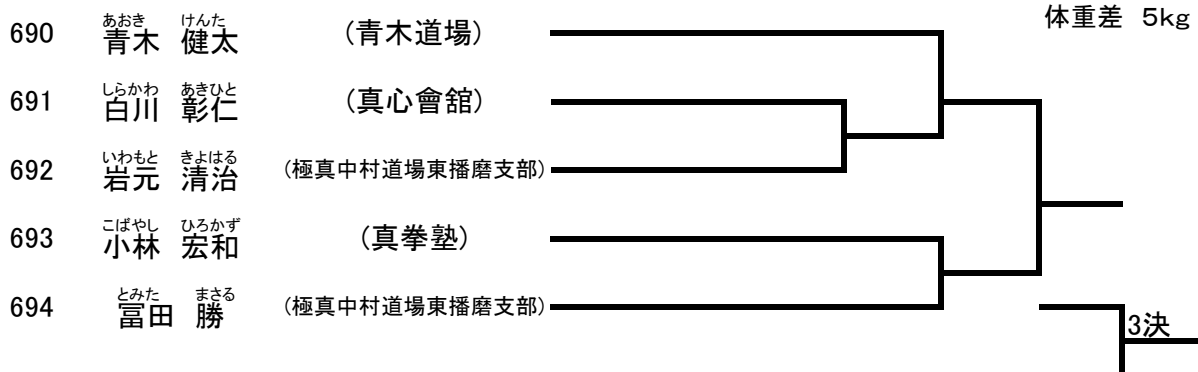 体重差 5kg
あおき けんた
690 青木 健太 (青木道場)
しらかわ あきひと
691 白川 彰仁 (真心會舘)
いわもと きよはる
692 岩元 清治 (極真中村道場東播磨支部)
こばやし ひろかず
693 小林 宏和 (真拳塾)
とみた まさる
694 冨田 勝 (極真中村道場東播磨支部)
3決